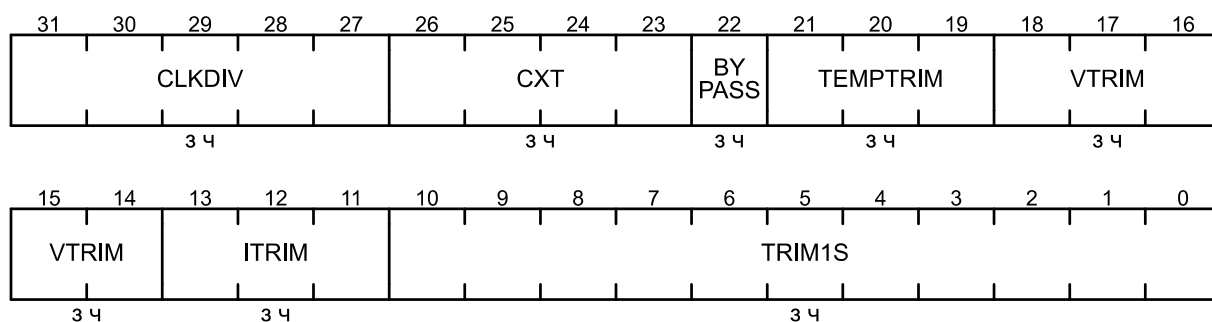 31 30 29 28 27 26 25 24 23 22 21 20 19 18 17 16
CLKDIV CXT BY PASS TEMPTRIM VTRIM
з ч з ч з ч з ч з ч
15 14 13 12 11 10 9 8 7 6 5 4 3 2 1 0
VTRIM ITRIM TRIM1S
з ч з ч з ч